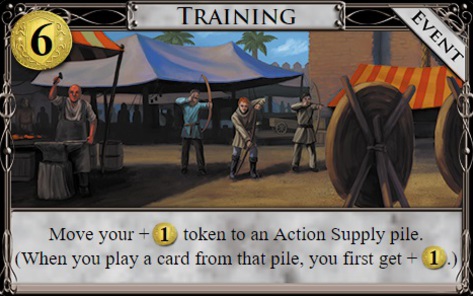 TRAINING
6
EVENT
Move your + 1 token to an Action Supply pile.
(When you play a card from that pile, you first get + 1 .)